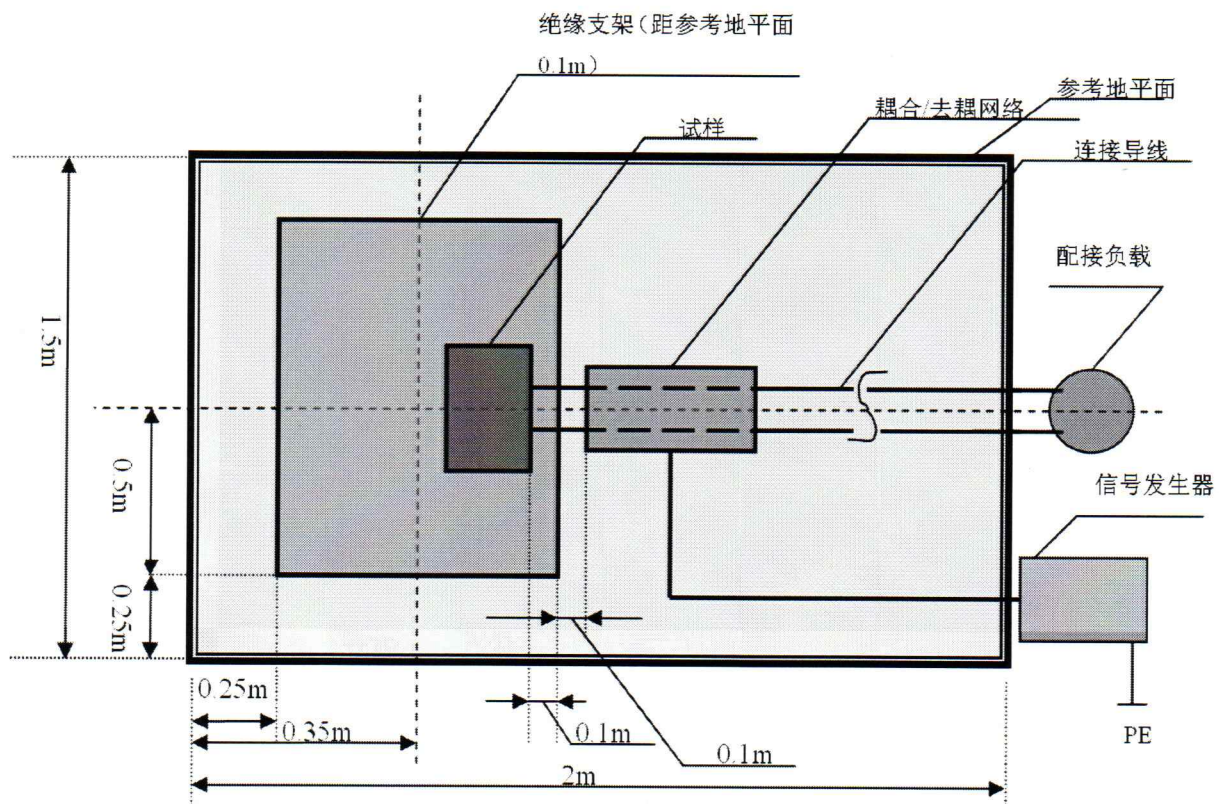 绝缘支架（距参考地平面
0.1m）
参考地平面
耦合/去耦网络
试样
连接导线
配接负载
1.5m
0.5m
信号发生器
0.25m
0.25m
0.35m
0.1m
0.1m
PE
2m